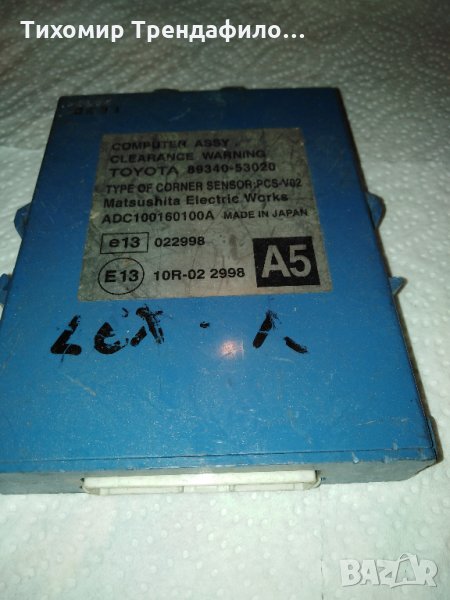 Тихомир Трендафило...
COMPUTER ASSY
CLEARANCE WARNING
TOYOTA 89340-53020
TYPE OF CORNER SENSOR:PCS-V02
Matsushita Electric Works
ADC100160100A MADE IN JAPAN
e13 022998
E13 10R-02 2998
A5
BAZAR